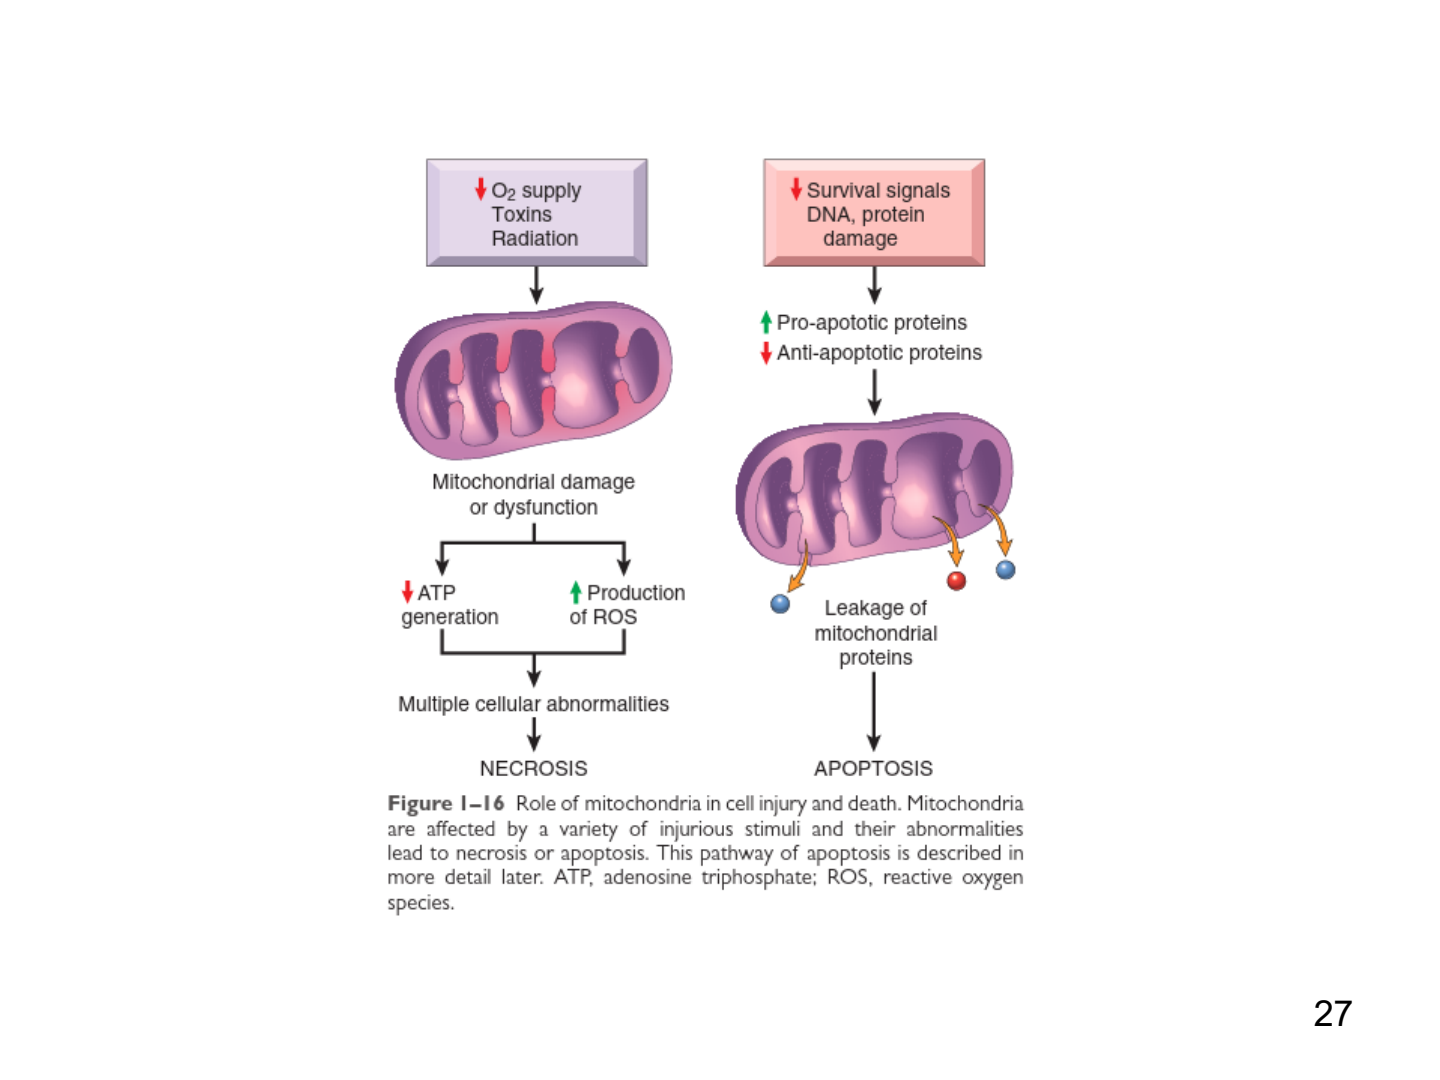 O2 supply
Toxins
Radiation
Mitochondrial damage
or dysfunction
ATP
generation
Production
of ROS
Multiple cellular abnormalities
NECROSIS
Survival signals
DNA, protein
damage
Pro-apototic proteins
Anti-apoptotic proteins
Leakage of
mitochondrial
proteins
APOPTOSIS
Figure 1–16 Role of mitochondria in cell injury and death. Mitochondria
are affected by a variety of injurious stimuli and their abnormalities
lead to necrosis or apoptosis. This pathway of apoptosis is described in
more detail later. ATP, adenosine triphosphate; ROS, reactive oxygen
species.
27